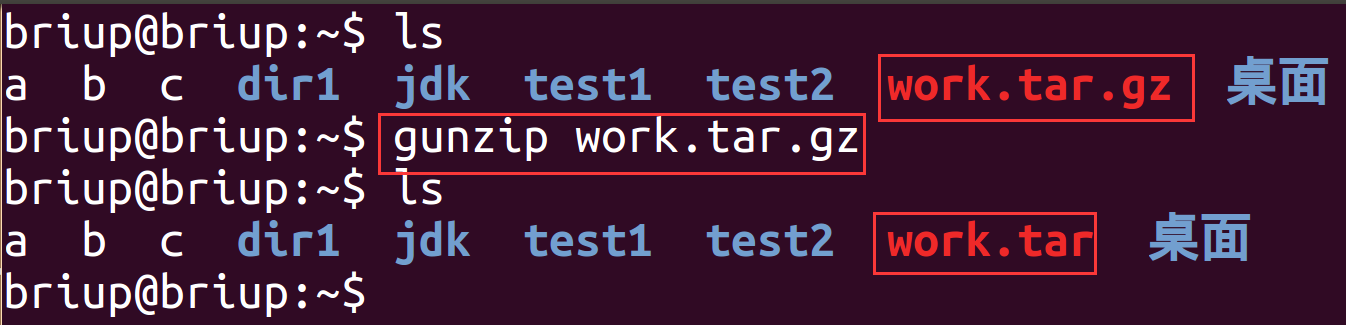 briup@briup:~$ ls
a  b  c  dir1  jdk  test1  test2  work.tar.gz  桌面
briup@briup:~$ gunzip work.tar.gz
briup@briup:~$ ls
a  b  c  dir1  jdk  test1  test2  work.tar  桌面
briup@briup:~$